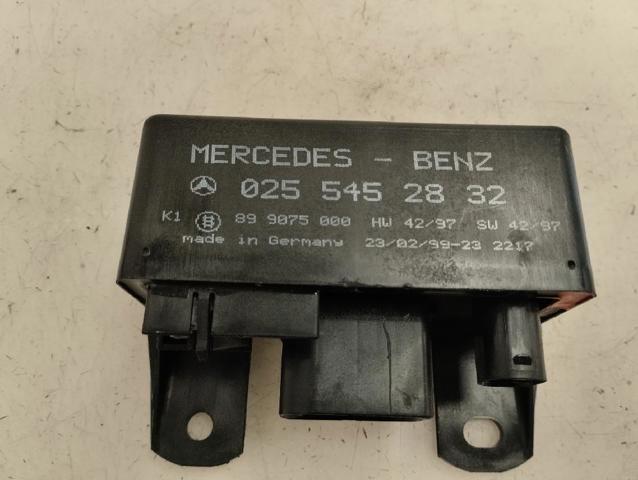 MERCEDES - BENZ
025 545 28 32
K1 89 9075 000 HW 42/97 SW 42/97
made in Germany 23/02/99-23 2217